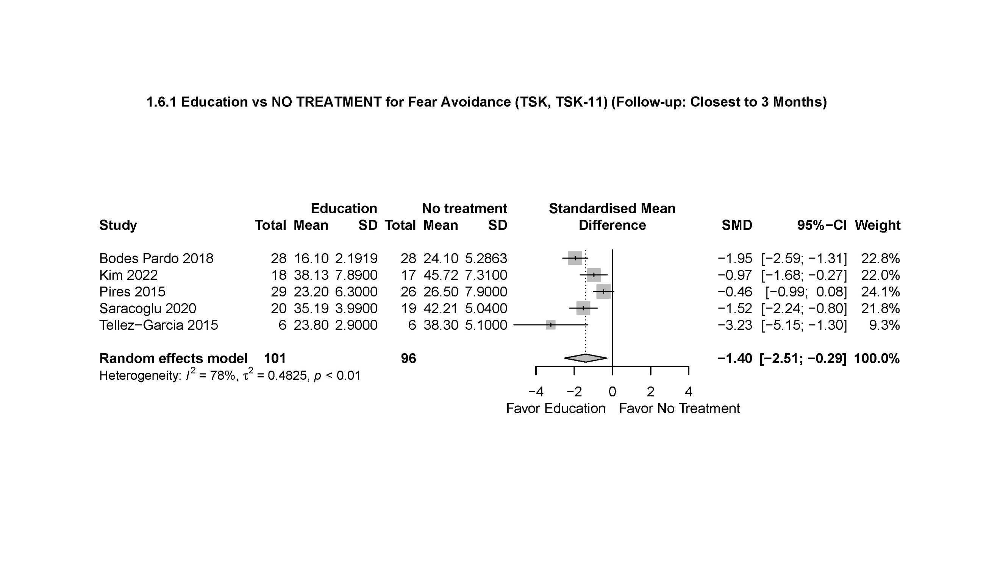 1.6.1 Education vs NO TREATMENT for Fear Avoidance (TSK, TSK-11) (Follow-up: Closest to 3 Months)
Education No treatment Standardised Mean
Study Total Mean SD Total Mean SD Difference SMD 95%−CI Weight
Bodes Pardo 2018 28 16.10 2.1919 28 24.10 5.2863 −1.95 [−2.59; −1.31] 22.8%
Kim 2022 18 38.13 7.8900 17 45.72 7.3100 −0.97 [−1.68; −0.27] 22.0%
Pires 2015 29 23.20 6.3000 26 26.50 7.9000 −0.46 [−0.99; 0.08] 24.1%
Saracoglu 2020 20 35.19 3.9900 19 42.21 5.0400 −1.52 [−2.24; −0.80] 21.8%
Tellez−Garcia 2015 6 23.80 2.9000 6 38.30 5.1000 −3.23 [−5.15; −1.30] 9.3%
Random effects model 101 96 −1.40 [−2.51; −0.29] 100.0%
Heterogeneity: I² = 78%, τ² = 0.4825, p < 0.01
−4 −2 0 2 4
Favor Education Favor No Treatment